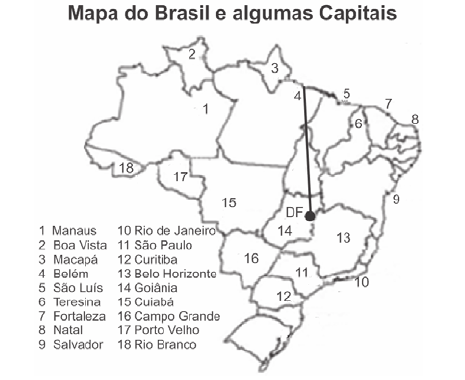 Mapa do Brasil e algumas Capitais
2
3
1
4
5
7
6
8
18
17
9
15
DF
14
13
16
11
10
12
1 Manaus 10 Rio de Janeiro
2 Boa Vista 11 São Paulo
3 Macapá 12 Curitiba
4 Belém 13 Belo Horizonte
5 São Luís 14 Goiânia
6 Teresina 15 Cuiabá
7 Fortaleza 16 Campo Grande
8 Natal 17 Porto Velho
9 Salvador 18 Rio Branco